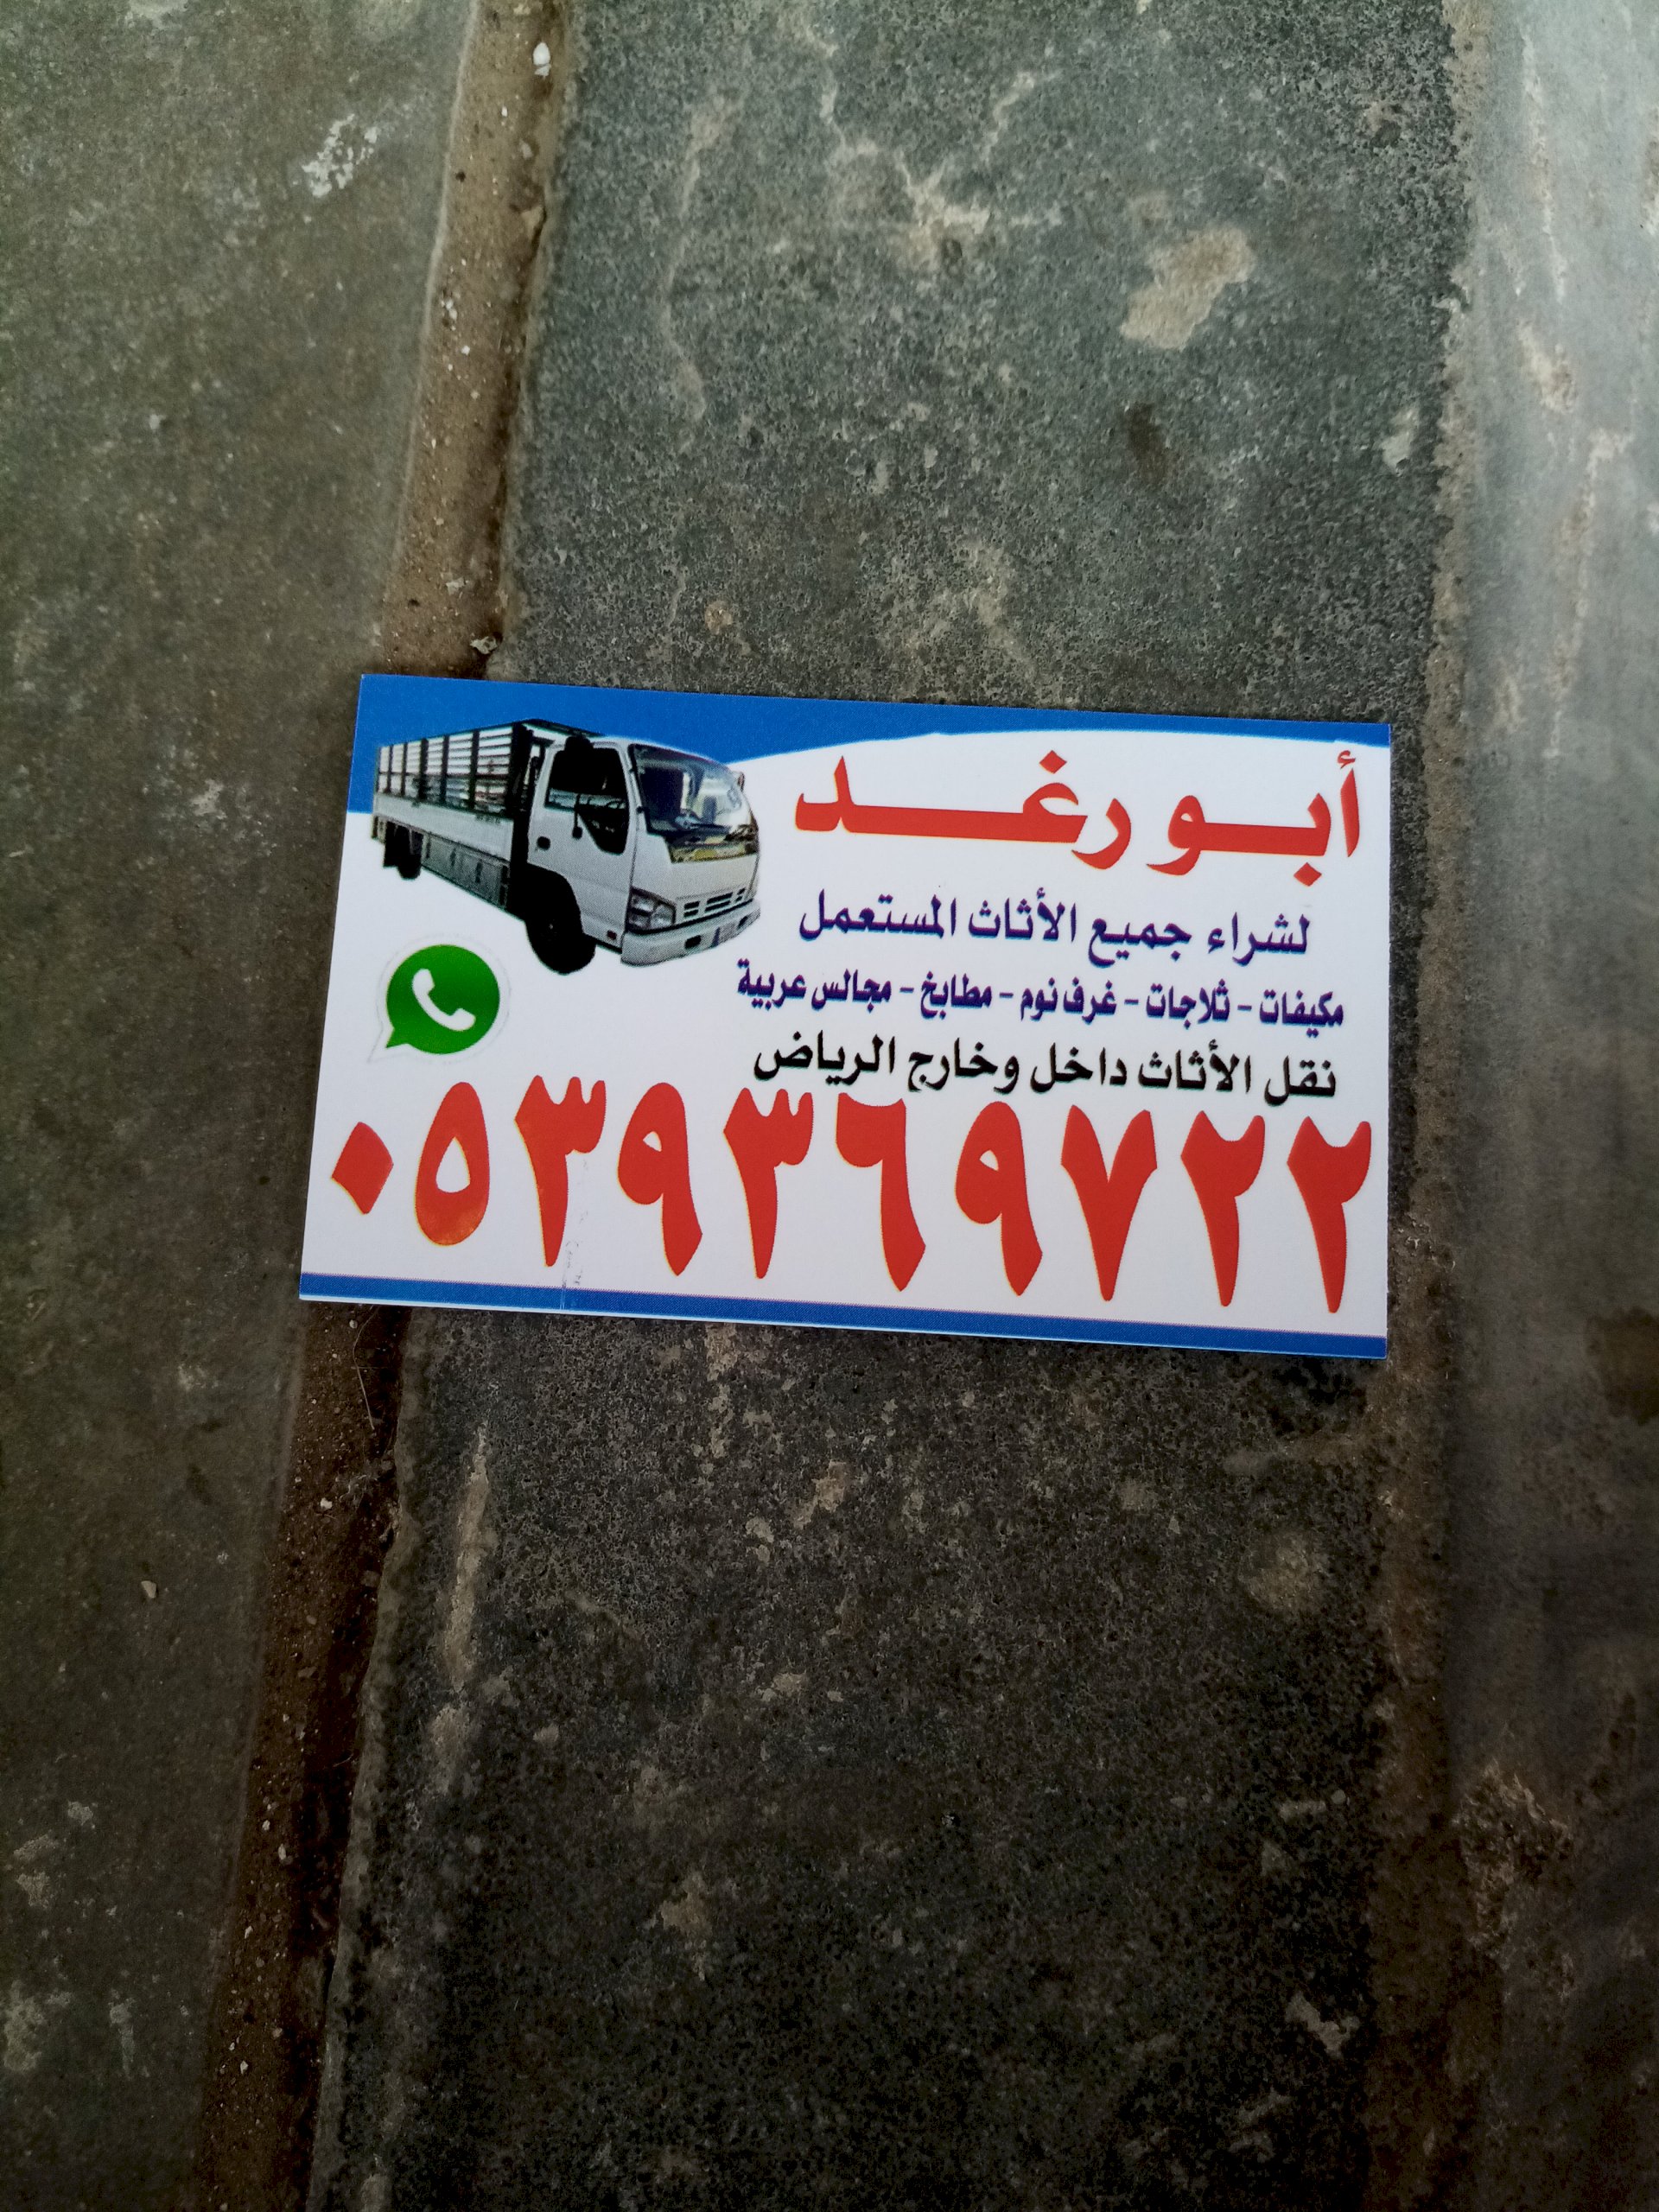 أبو رغد
لشراء جميع الأثاث المستعمل
مكيفات - ثلاجات - غرف نوم - مطابخ - مجالس عربية
نقل الأثاث داخل وخارج الرياض
٠٥٣٩٣٦٩٧٢٢